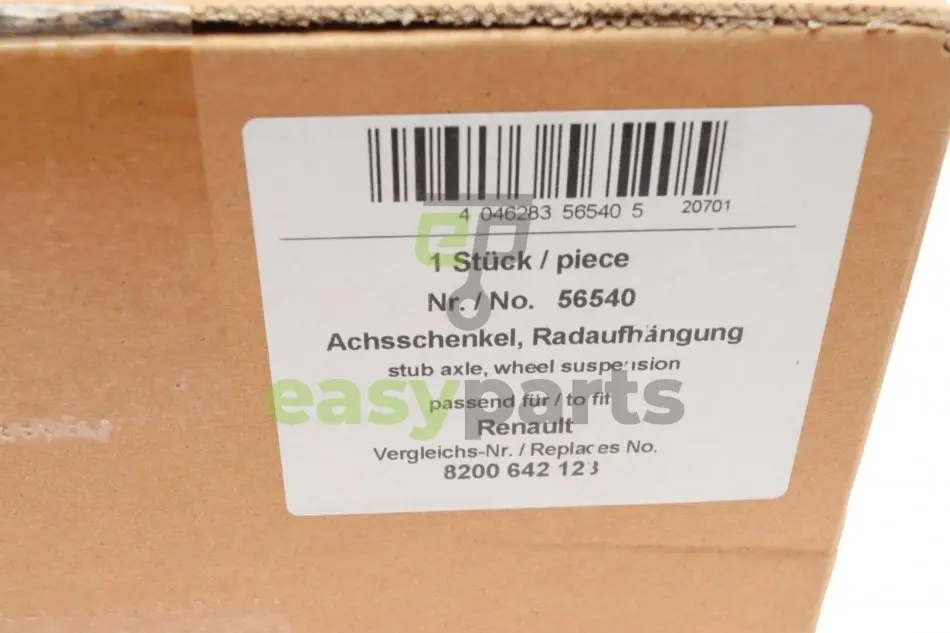 4 046283 56540 5 20701
1 Stück / piece
Nr. / No. 56540
Achsschenkel, Radaufhängung
stub axle, wheel suspension
easyparts
passend für / to fit
Renault
Vergleichs-Nr. / Replaces No.
8200 642 123